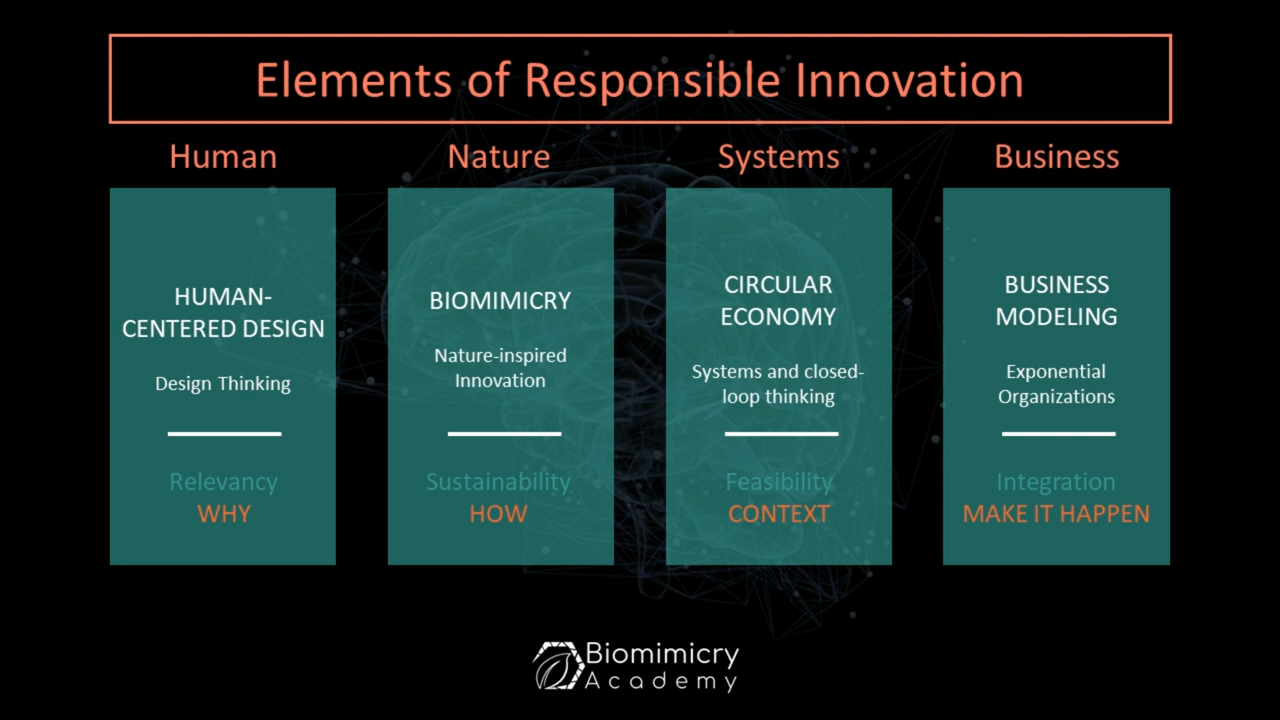 Elements of Responsible Innovation
Human
HUMAN-
CENTERED DESIGN
Design Thinking
Relevancy
WHY
Nature
BIOMIMICRY
Nature-inspired
Innovation
Sustainability
HOW
Systems
CIRCULAR
ECONOMY
Systems and closed-
loop thinking
Feasibility
CONTEXT
Business
BUSINESS
MODELING
Exponential
Organizations
Integration
MAKE IT HAPPEN
Biomimicry
Academy